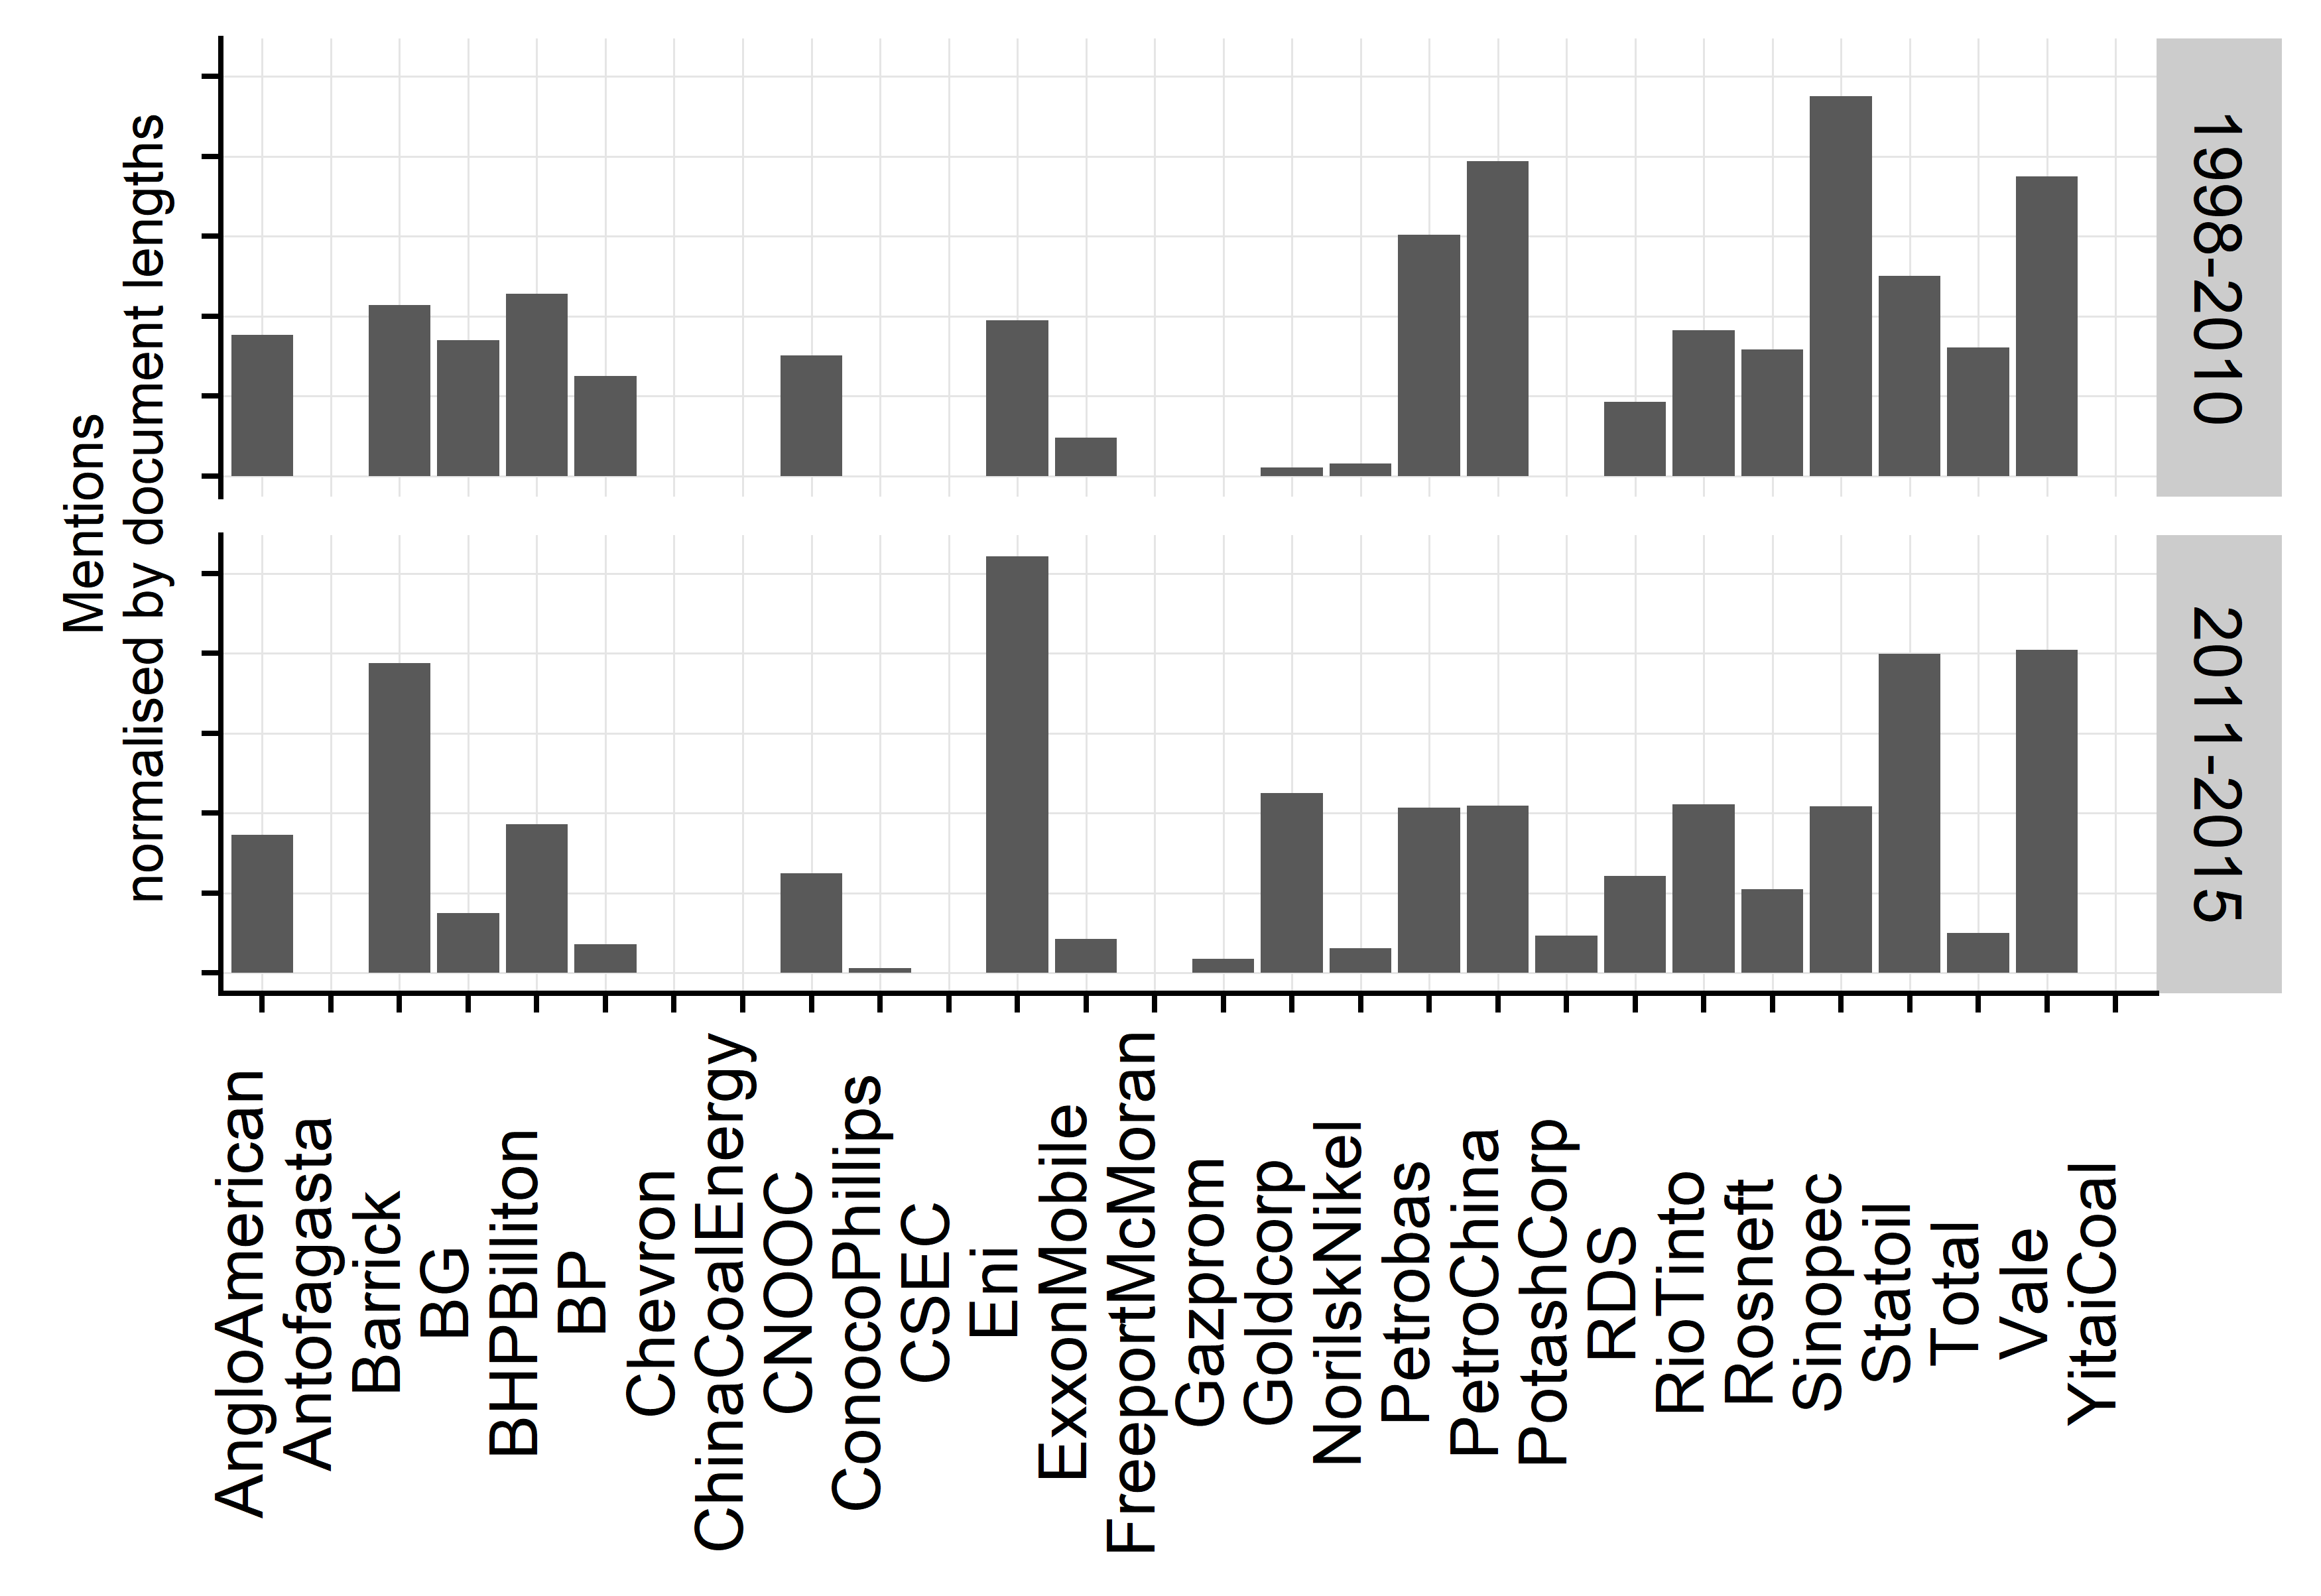 Mentions
normalised by document lengths
1998-2010
2011-2015
AngloAmerican
Antofagasta
Barrick
BG
BHPBilliton
BP
Chevron
ChinaCoalEnergy
CNOOC
ConocoPhillips
CSEC
Eni
ExxonMobile
FreeportMcMoran
Gazprom
Goldcorp
NorilskNikel
Petrobas
PetroChina
PotashCorp
RDS
RioTinto
Rosneft
Sinopec
Statoil
Total
Vale
YitaiCoal